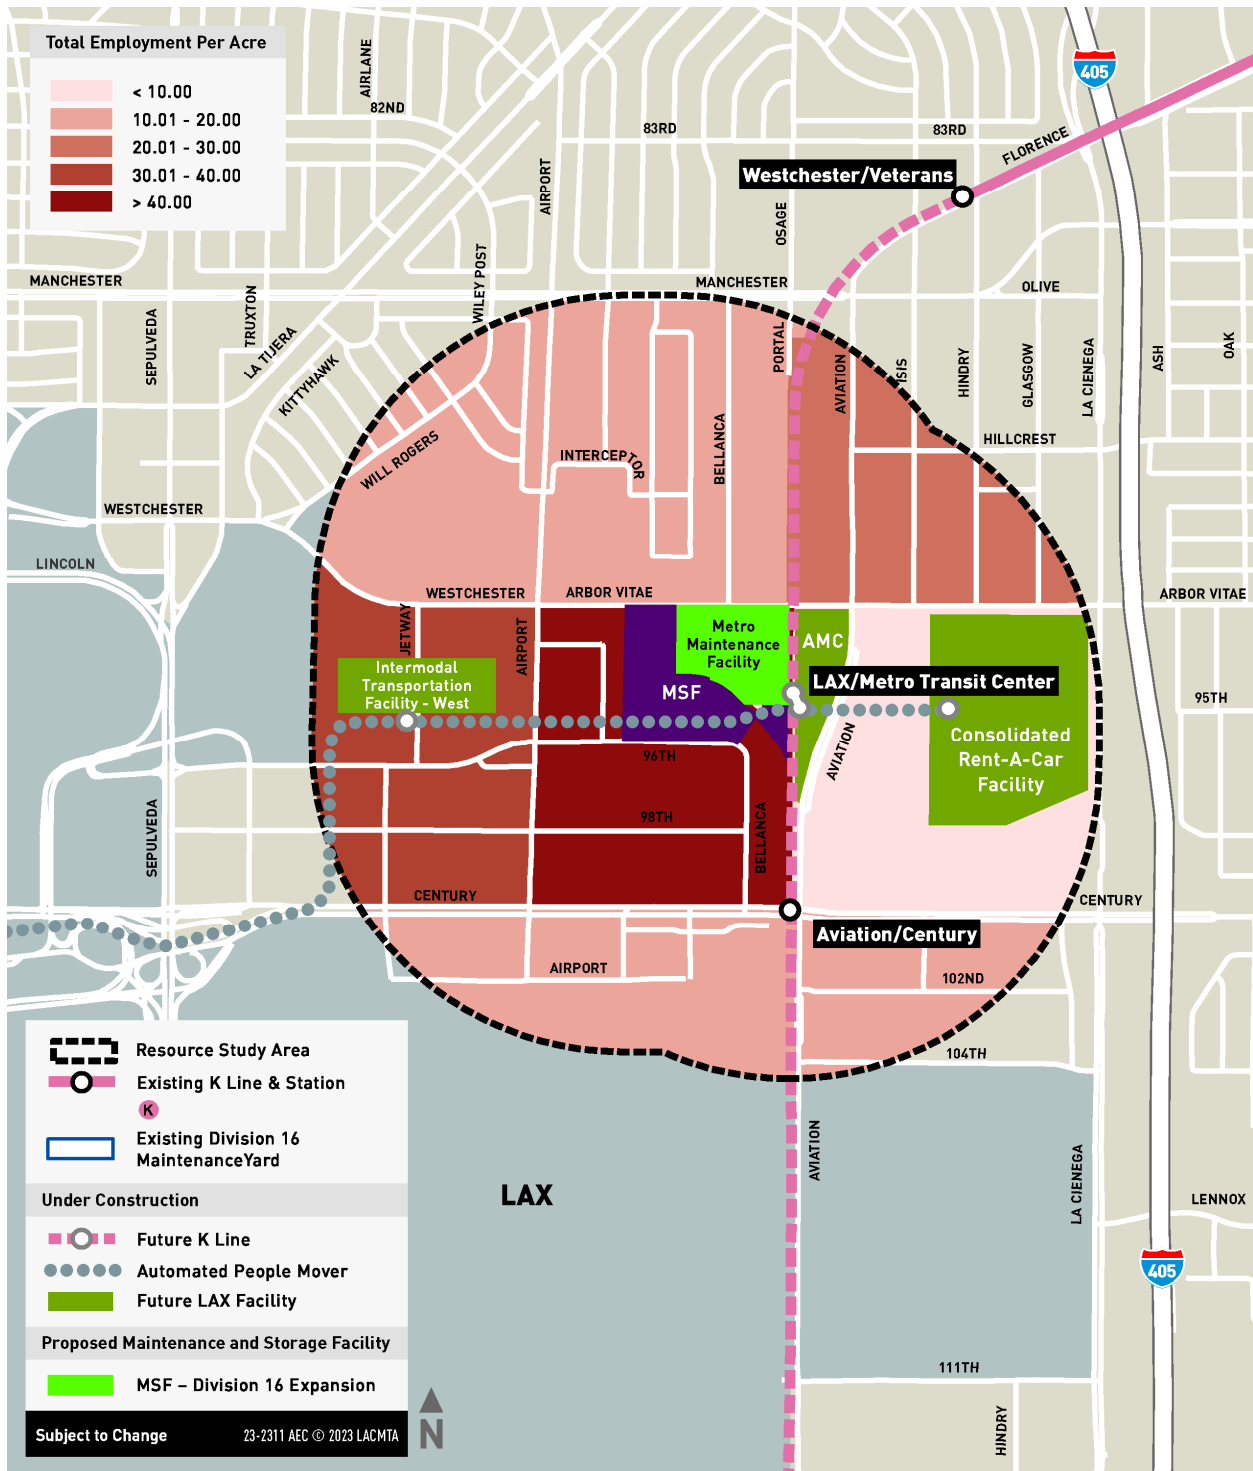 Total Employment Per Acre
< 10.00
10.01 - 20.00
20.01 - 30.00
30.01 - 40.00
> 40.00
AIRLANE
82ND
83RD
83RD
405
FLORENCE
AIRPORT
Westchester/Veterans
OSAGE
WILEY POST
MANCHESTER
MANCHESTER
OLIVE
TRUXTON
SEPULVEDA
LA TIJERA
KITTYHAWK
PORTAL
AVIATION
ISIS
HINDRY
GLASGOW
LA CIENEGA
ASH
OAK
WILL ROGERS
INTERCEPTOR
BELLANCA
HILLCREST
WESTCHESTER
LINCOLN
WESTCHESTER
ARBOR VITAE
ARBOR VITAE
JETWAY
AIRPORT
Metro
Maintenance
Facility
AMC
Intermodal
Transportation
Facility - West
MSF
LAX/Metro Transit Center
95TH
Consolidated
Rent-A-Car
Facility
AVIATION
96TH
98TH
BELLANCA
SEPULVEDA
CENTURY
CENTURY
Aviation/Century
AIRPORT
102ND
104TH
AVIATION
LA CIENEGA
LENNOX
405
LAX
111TH
HINDRY
Resource Study Area
Existing K Line & Station
K
Existing Division 16
MaintenanceYard
Under Construction
Future K Line
Automated People Mover
Future LAX Facility
Proposed Maintenance and Storage Facility
MSF – Division 16 Expansion
Subject to Change
23-2311 AEC © 2023 LACMTA
N